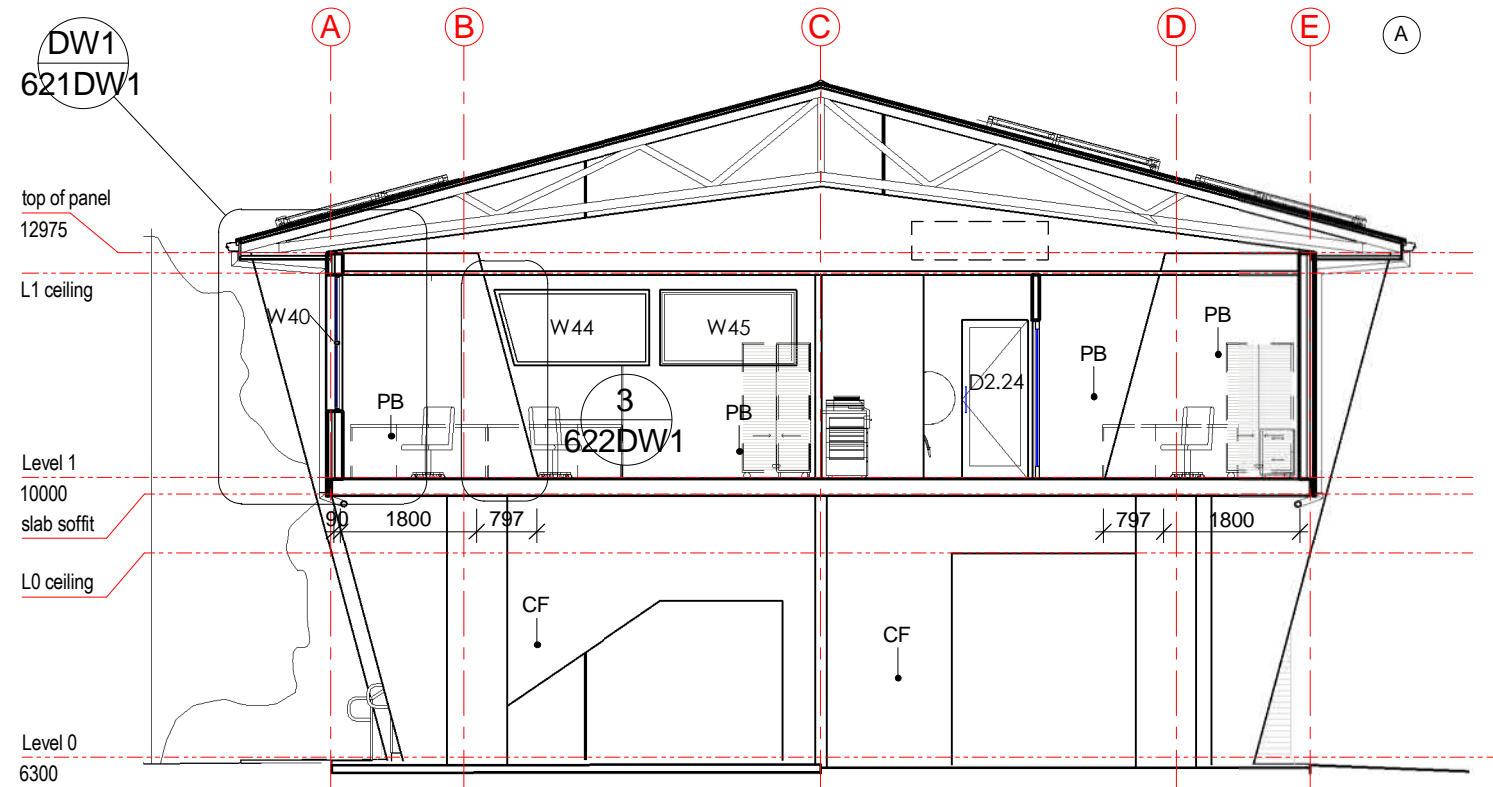 A
B
C
D
E
A
DW1
621DW1
top of panel
12975
L1 ceiling
W40
W44
W45
PB
PB
D2.24
PB
PB
3
622DW1
Level 1
10000
slab soffit
90
1800
797
797
1800
L0 ceiling
CF
CF
Level 0
6300